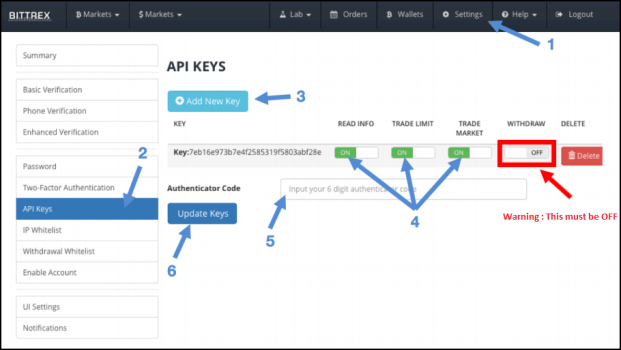 BITTREX
B Markets
$ Markets
Lab
Orders
B Wallets
Settings
Help
Logout
1
Summary
Basic Verification
Phone Verification
Enhanced Verification
2
Password
Two-Factor Authentication
API Keys
IP Whitelist
Withdrawal Whitelist
Enable Account
UI Settings
Notifications
API KEYS
Add New Key
3
KEY
READ INFO
TRADE LIMIT
TRADE
MARKET
WITHDRAW
DELETE
Key:7eb16e973b7e4f2585319f5803abf28e
ON
ON
ON
OFF
Delete
Authenticator Code
Input your 6 digit authenticator code
4
Warning : This must be OFF
Update Keys
5
6